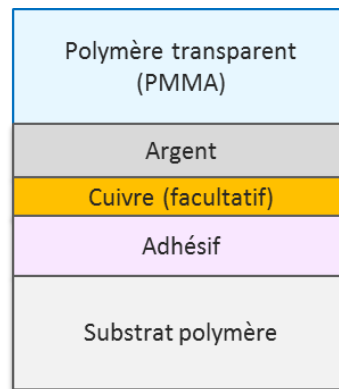 Polymère transparent
(PMMA)
Argent
Cuivre (facultatif)
Adhésif
Substrat polymère